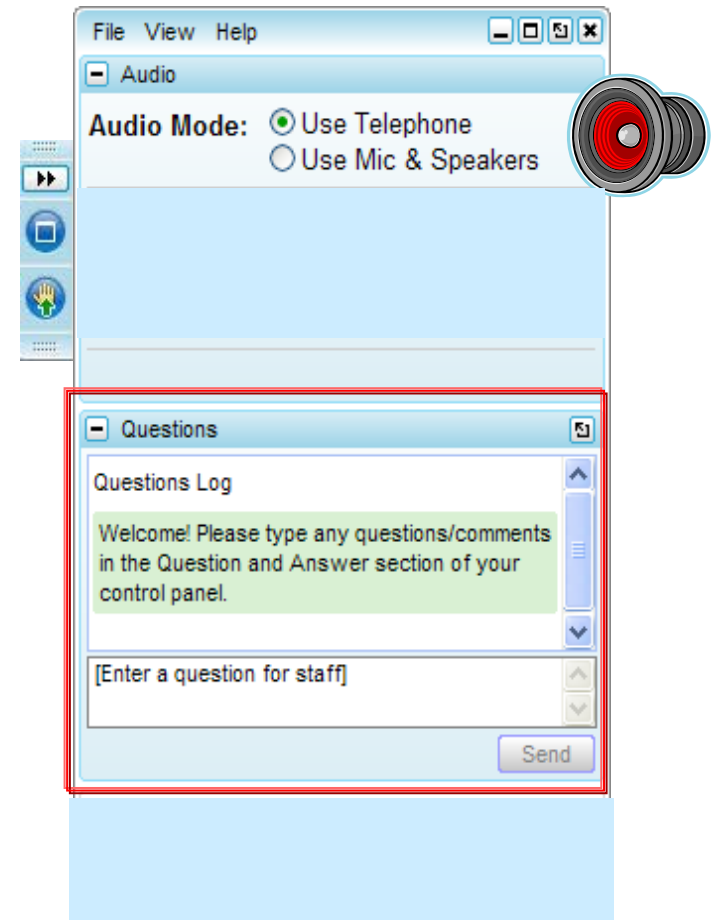 File View Help
Audio
Audio Mode: Use Telephone
Use Mic & Speakers
Questions
Questions Log
Welcome! Please type any questions/comments
in the Question and Answer section of your
control panel.
[Enter a question for staff]
Send